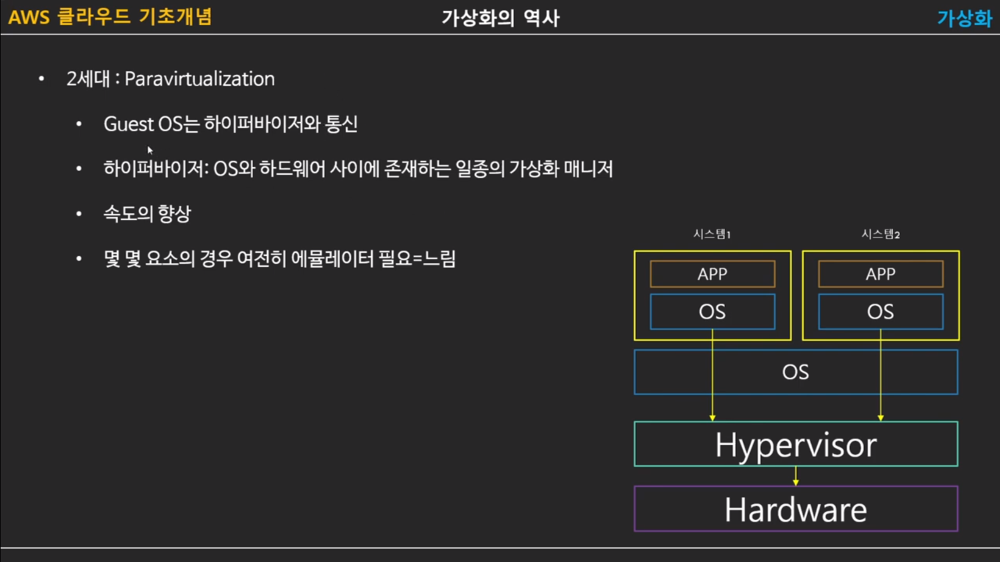 AWS 클라우드 기초개념
가상화의 역사
가상화
• 2세대 : Paravirtualization
• Guest OS는 하이퍼바이저와 통신
• 하이퍼바이저: OS와 하드웨어 사이에 존재하는 일종의 가상화 매니저
• 속도의 향상
• 몇 몇 요소의 경우 여전히 에뮬레이터 필요=느림
시스템1
시스템2
APP
APP
OS
OS
OS
Hypervisor
Hardware